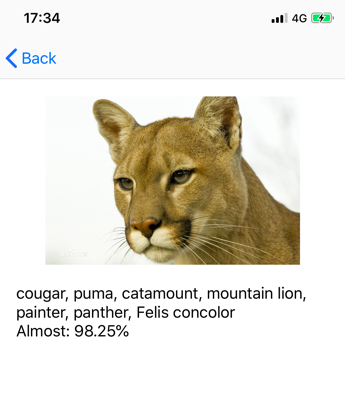 17:34
4G
Back
cougar, puma, catamount, mountain lion,
painter, panther, Felis concolor
Almost: 98.25%